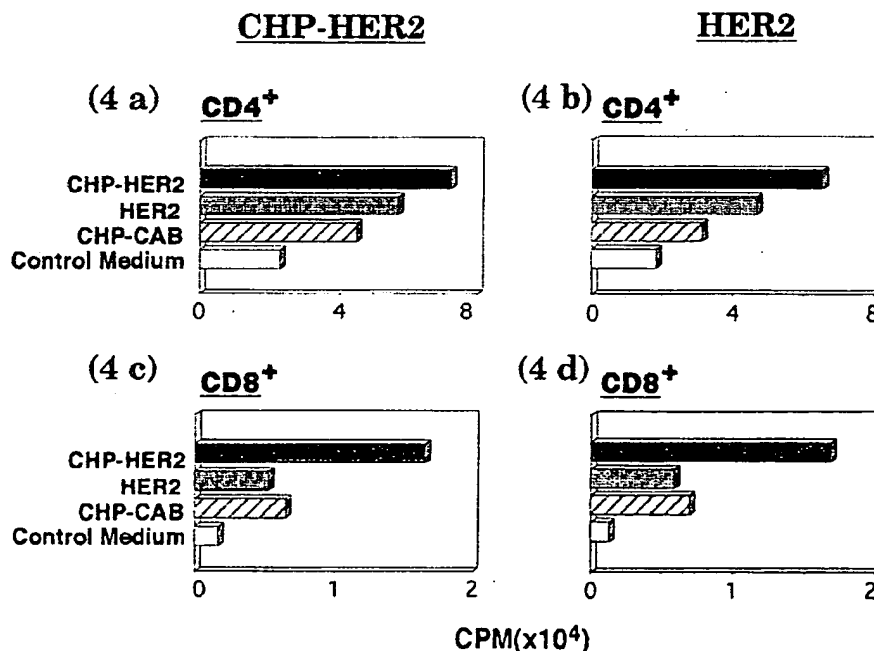 CHP-HER2 HER2
(4 a) CD4+ (4 b) CD4+
CHP-HER2
HER2
CHP-CAB
Control Medium
0 4 8 0 4 8
(4 c) CD8+ (4 d) CD8+
CHP-HER2
HER2
CHP-CAB
Control Medium
0 1 2 0 1 2
CPM(x10⁴)